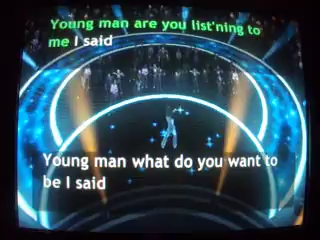 Young man are you list'ning to
me I said
Young man what do you want to
be I said